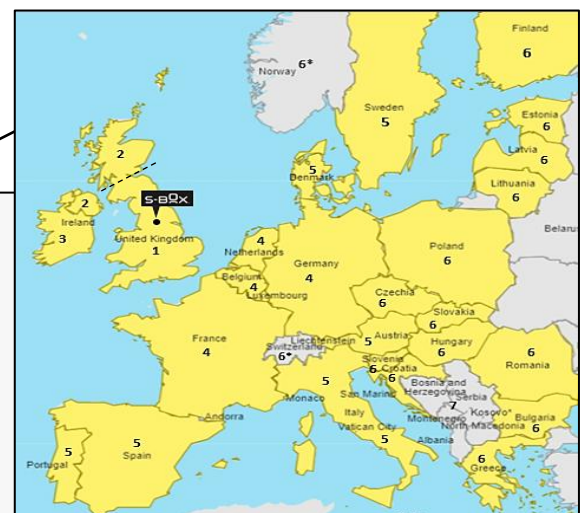 Finland
6
6*
Norway
Sweden
5
Estonia
6
Latvia
6
Lithuania
6
2
5
Denmark
2
Ireland
3
S-BOX
United Kingdom
1
4
Netherlands
Belgium
4
Luxembourg
Germany
4
Poland
6
Belarus
Czechia
6
Slovakia
6
France
4
Liechtenstein
Switzerland
6*
Austria
5
Hungary
6
Slovenia
6
Croatia
6
Romania
6
5
San Marino
Monaco
Italy
Vatican City
5
Bosnia and
Herzegovina
Serbia
7
Kosovo*
Montenegro
North Macedonia
Albania
Bulgaria
6
6
Greece
Andorra
5
Portugal
5
Spain